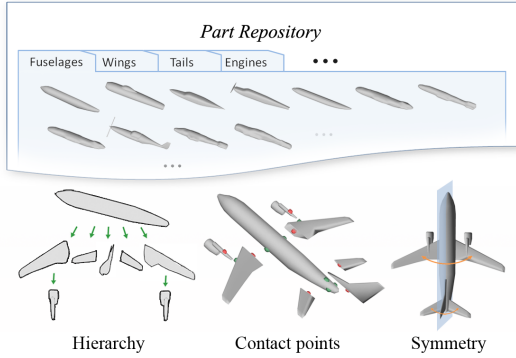 Part Repository
Fuselages Wings Tails Engines •••
•••
•••
Hierarchy Contact points Symmetry